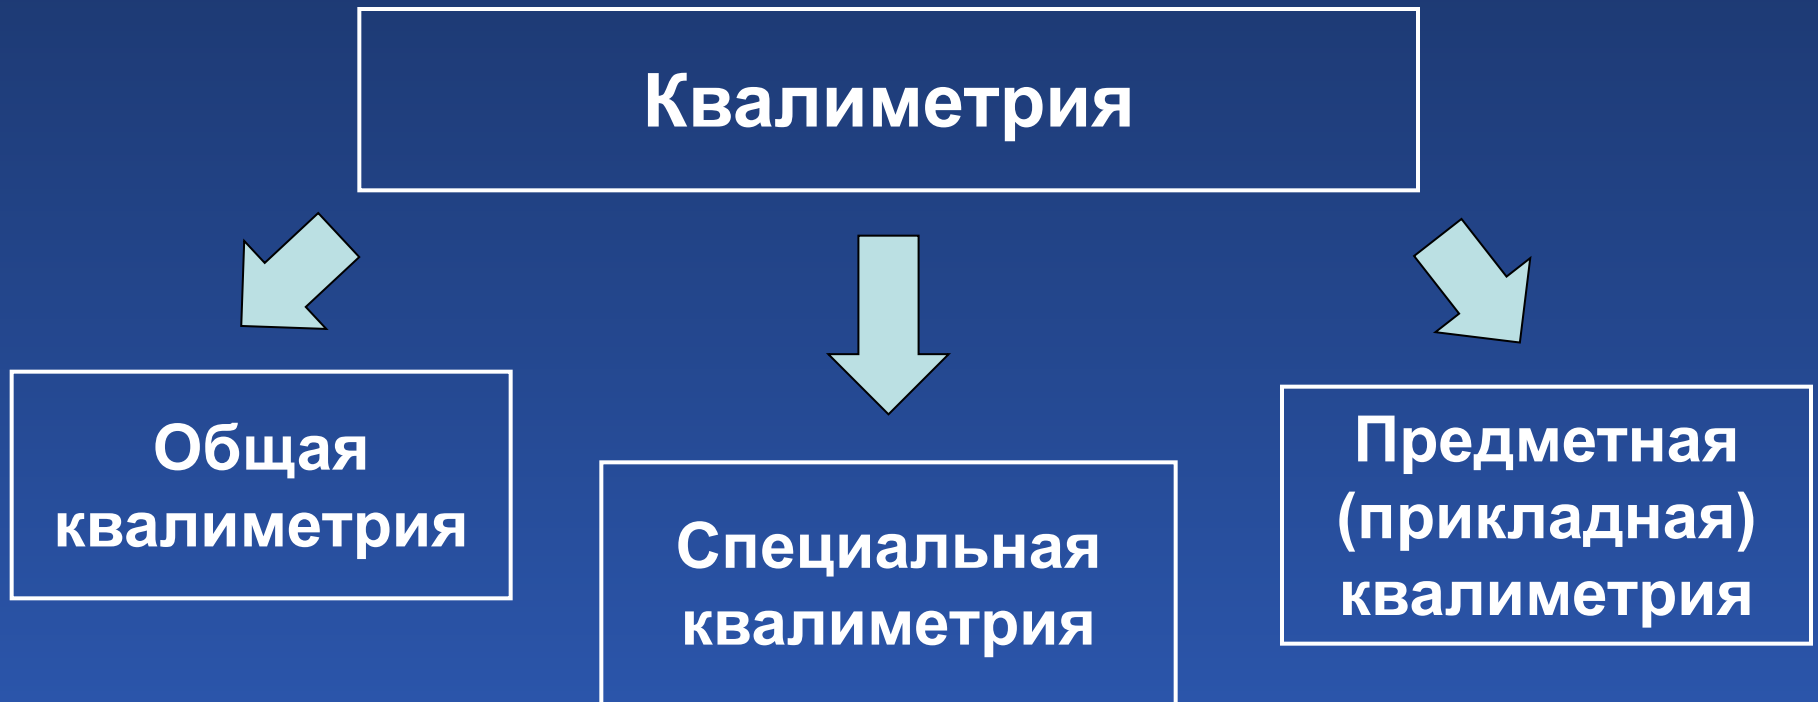 Квалиметрия
Общая
квалиметрия
Специальная
квалиметрия
Предметная
(прикладная)
квалиметрия